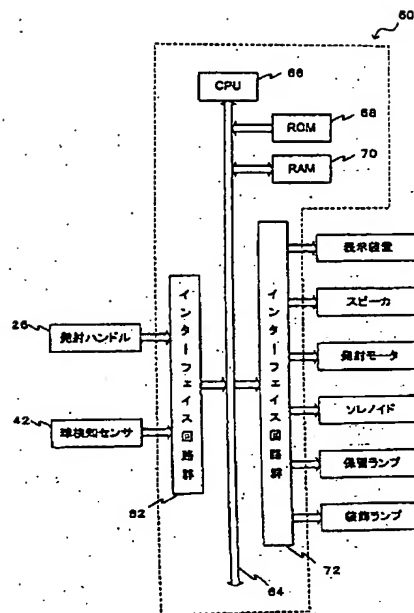 60
CPU
66
ROM
68
RAM
70
表示装置
スピーカ
発射ハンドル
26
インターフェイス回路群
インターフェイス回路群
発射モータ
ソレノイド
球検知センサ
42
保留ランプ
装飾ランプ
62
72
64